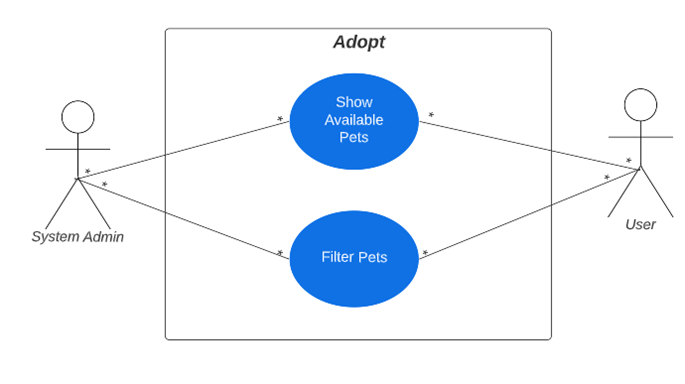 Adopt
Show
Available
Pets
*
*
*
*
*
*
*
*
System Admin
User
Filter Pets